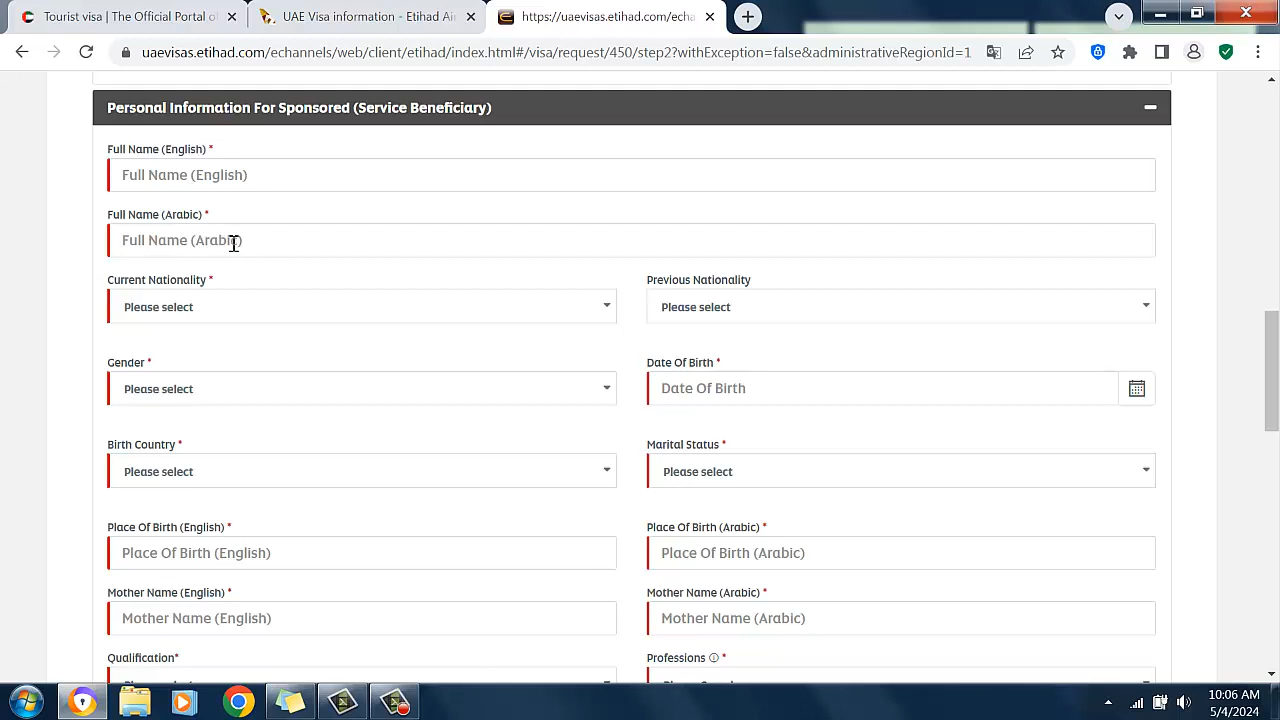 Tourist visa | The Official Portal o
UAE Visa information - Etihad A
https://uaevisas.etihad.com/echa
uaevisas.etihad.com/echannels/web/client/etihad/index.html#/visa/request/450/step2?withException=false&administrativeRegionId=1
Personal Information For Sponsored (Service Beneficiary)
Full Name (English) *
Full Name (English)
Full Name (Arabic) *
Full Name (Arabic)
Current Nationality *
Previous Nationality
Please select
Please select
Gender *
Date Of Birth *
Please select
Date Of Birth
Birth Country *
Marital Status *
Please select
Please select
Place Of Birth (English) *
Place Of Birth (Arabic) *
Place Of Birth (English)
Place Of Birth (Arabic)
Mother Name (English) *
Mother Name (Arabic) *
Mother Name (English)
Mother Name (Arabic)
Qualification*
Professions *
10:06 AM
5/4/2024